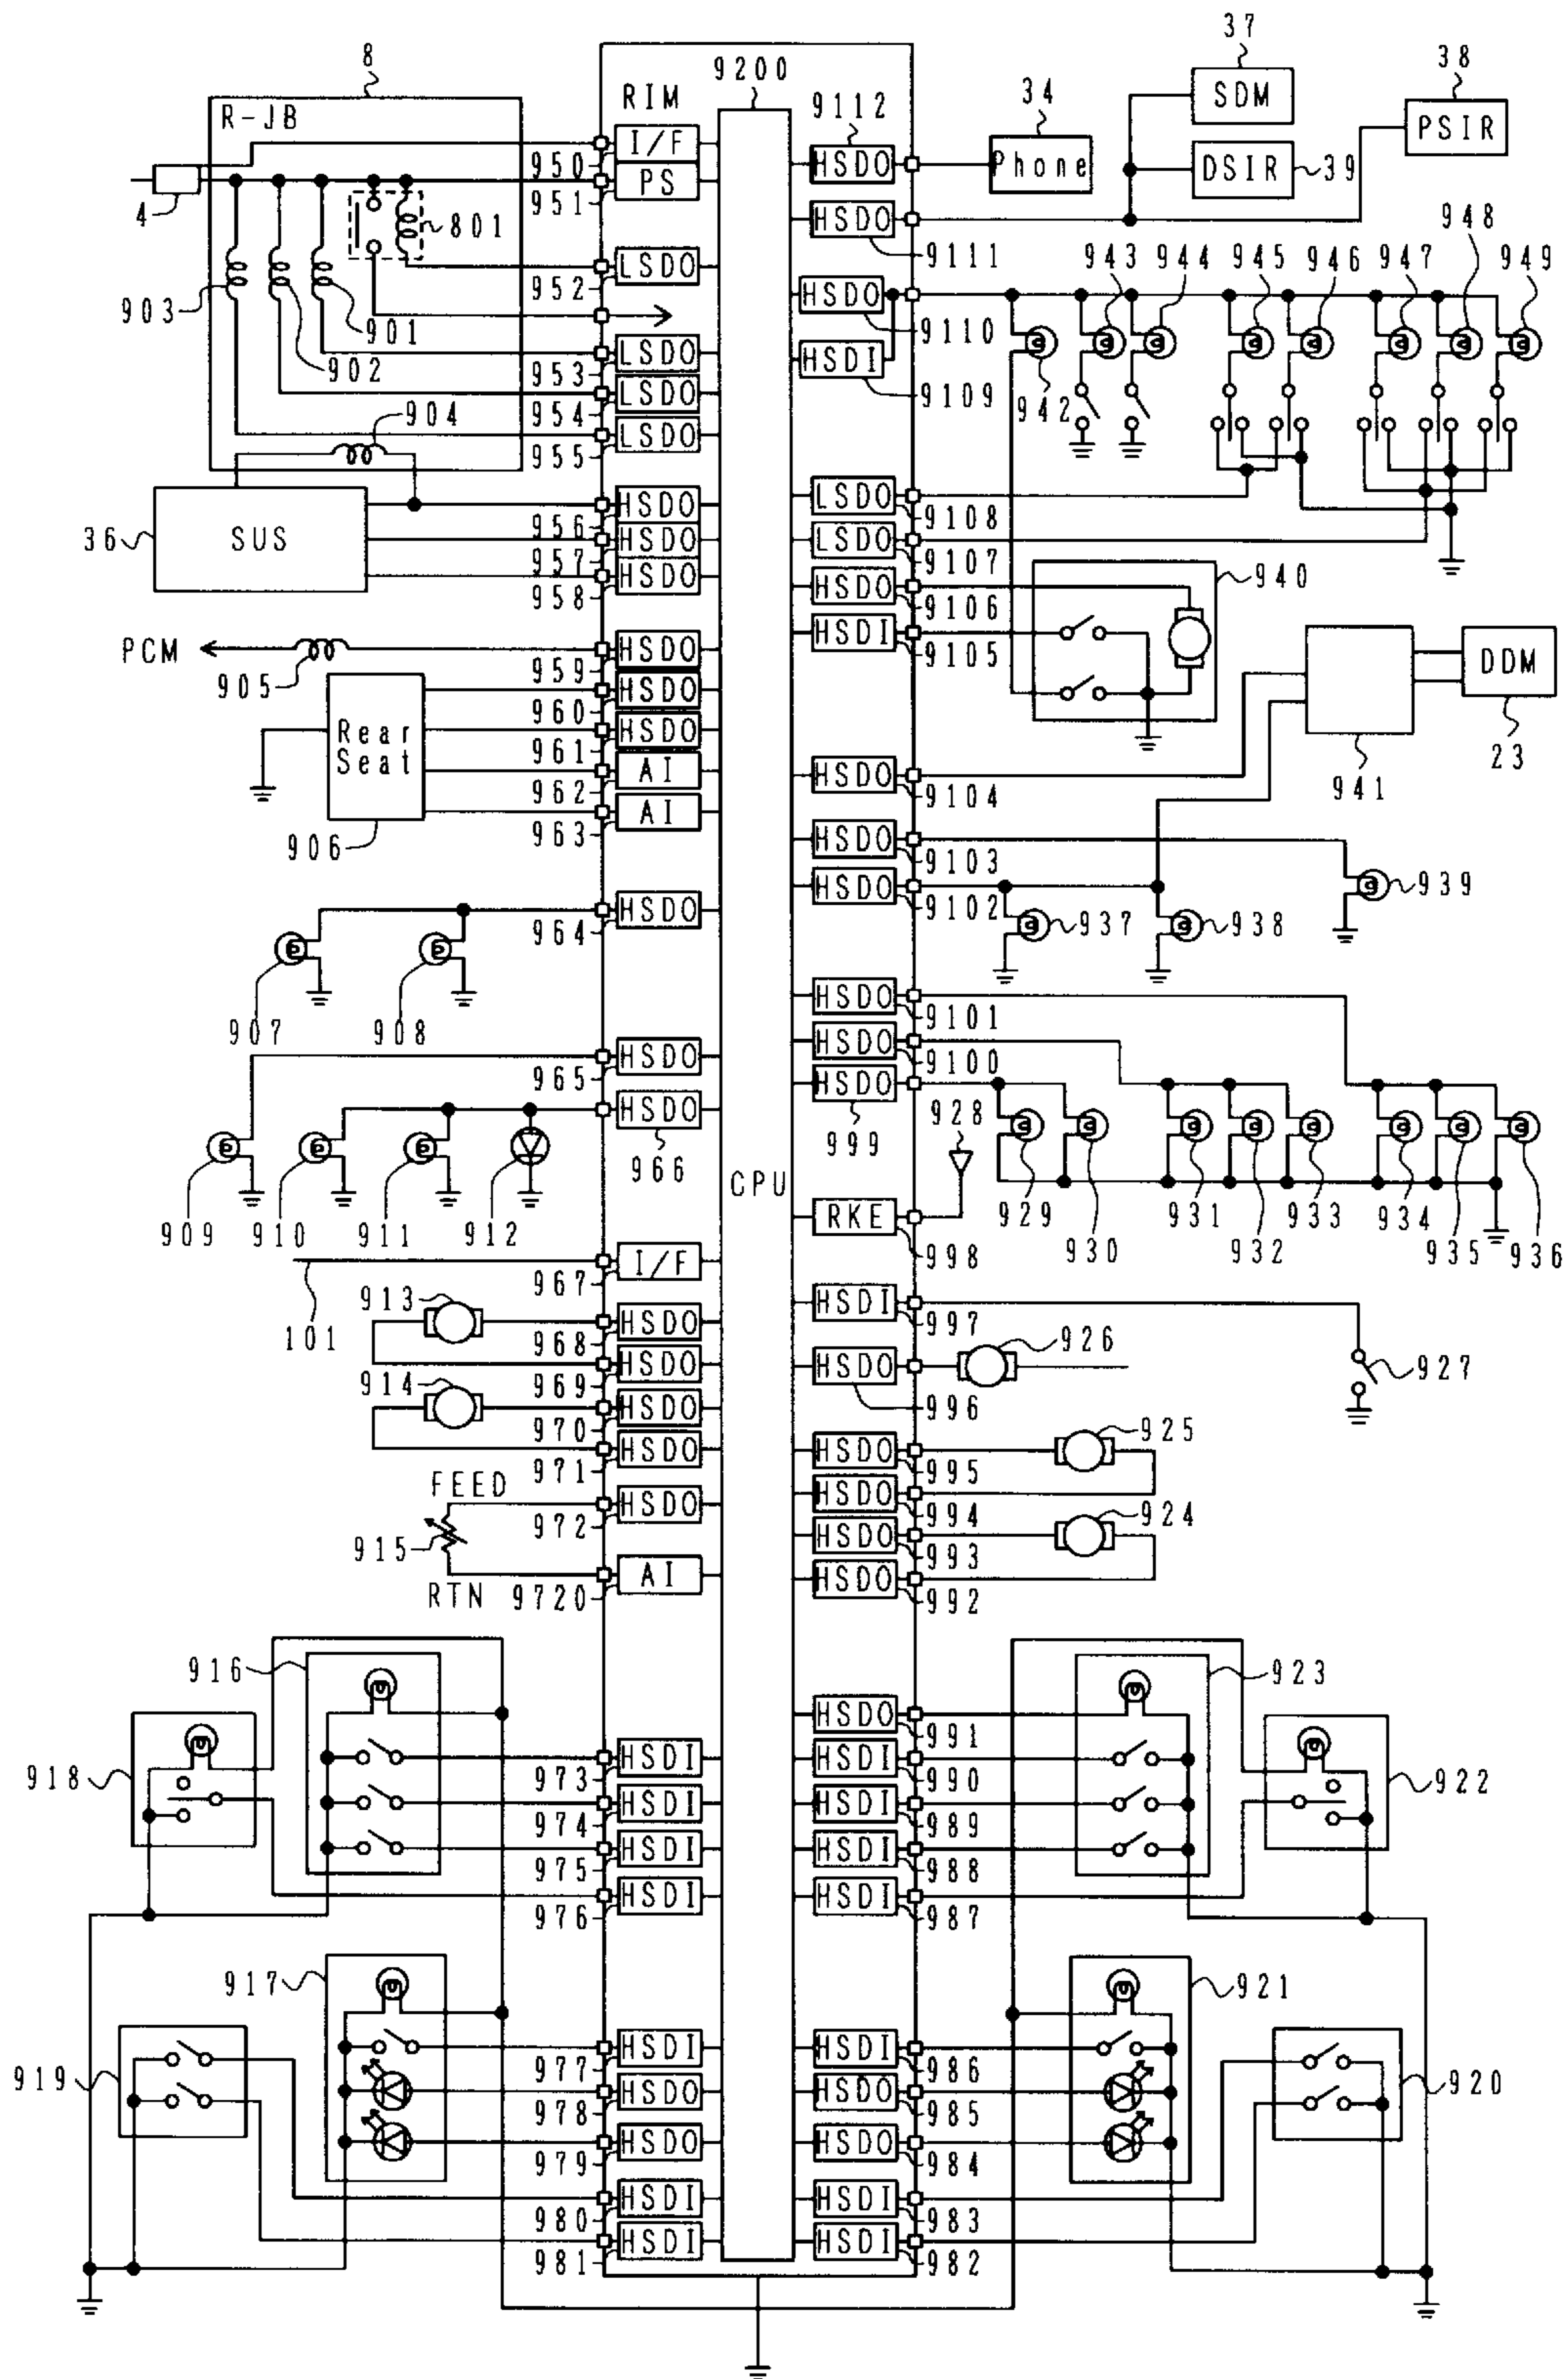 8
R-JB
4
801
903
902
901
904
36
SUS
PCM
905
Rear
Seat
906
907
908
909
910
911
912
101
913
914
FEED
915
RTN
916
918
917
919
RIM
9200
CPU
I/F
950
PS
951
LSDO
952
LSDO
953
LSDO
954
LSDO
955
HSDO
956
HSDO
957
HSDO
958
HSDO
959
HSDO
960
HSDO
961
AI
962
AI
963
HSDO
964
HSDO
965
HSDO
966
I/F
967
HSDO
968
HSDO
969
HSDO
970
HSDO
971
HSDO
972
AI
9720
HSDI
973
HSDI
974
HSDI
975
HSDI
976
HSDI
977
HSDO
978
HSDO
979
HSDI
980
HSDI
981
9112
HSDO
HSDO
9111
HSDO
9110
HSDI
9109
LSDO
9108
LSDO
9107
HSDO
9106
HSDI
9105
HSDO
9104
HSDO
9103
HSDO
9102
HSDO
9101
HSDO
9100
HSDO
999
RKE
998
HSDI
997
HSDO
996
HSDO
995
HSDO
994
HSDO
993
HSDO
992
HSDO
991
HSDI
990
HSDI
989
HSDI
988
HSDI
987
HSDI
986
HSDO
985
HSDO
984
HSDI
983
HSDI
982
34
Phone
37
SDM
38
PSIR
DSIR
39
942
943
944
945
946
947
948
949
940
941
DDM
23
937
938
939
928
929
930
931
932
933
934
935
936
926
927
925
924
923
922
921
920